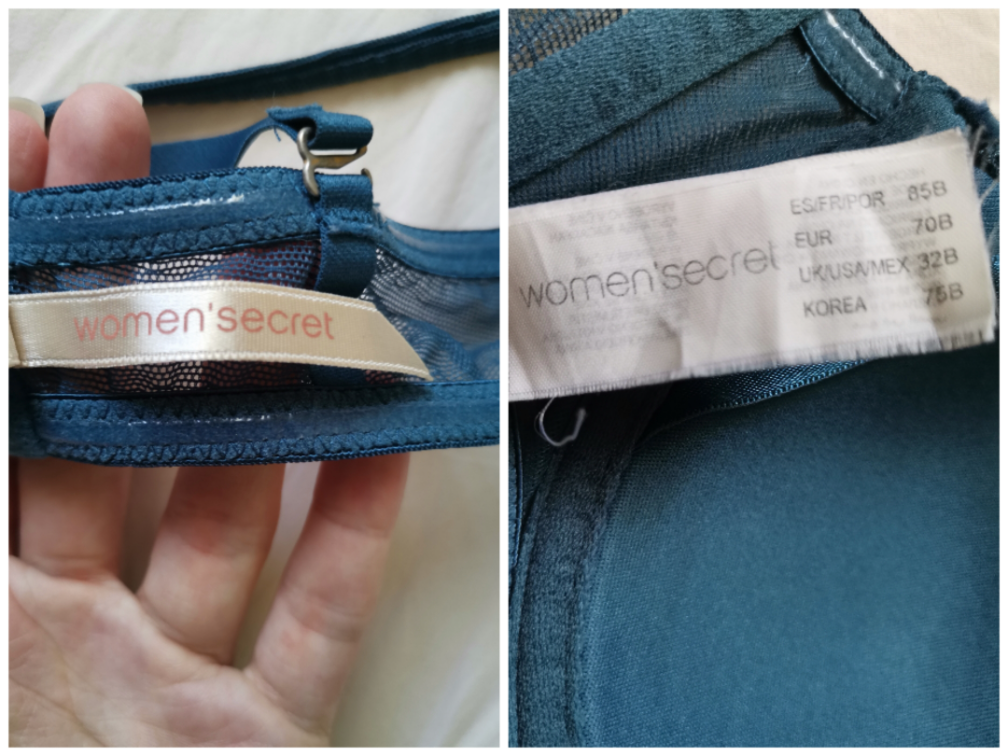 women'secret
women'secret
ES/FR/POR 85B
EUR 70B
UK/USA/MEX 32B
KOREA 75B